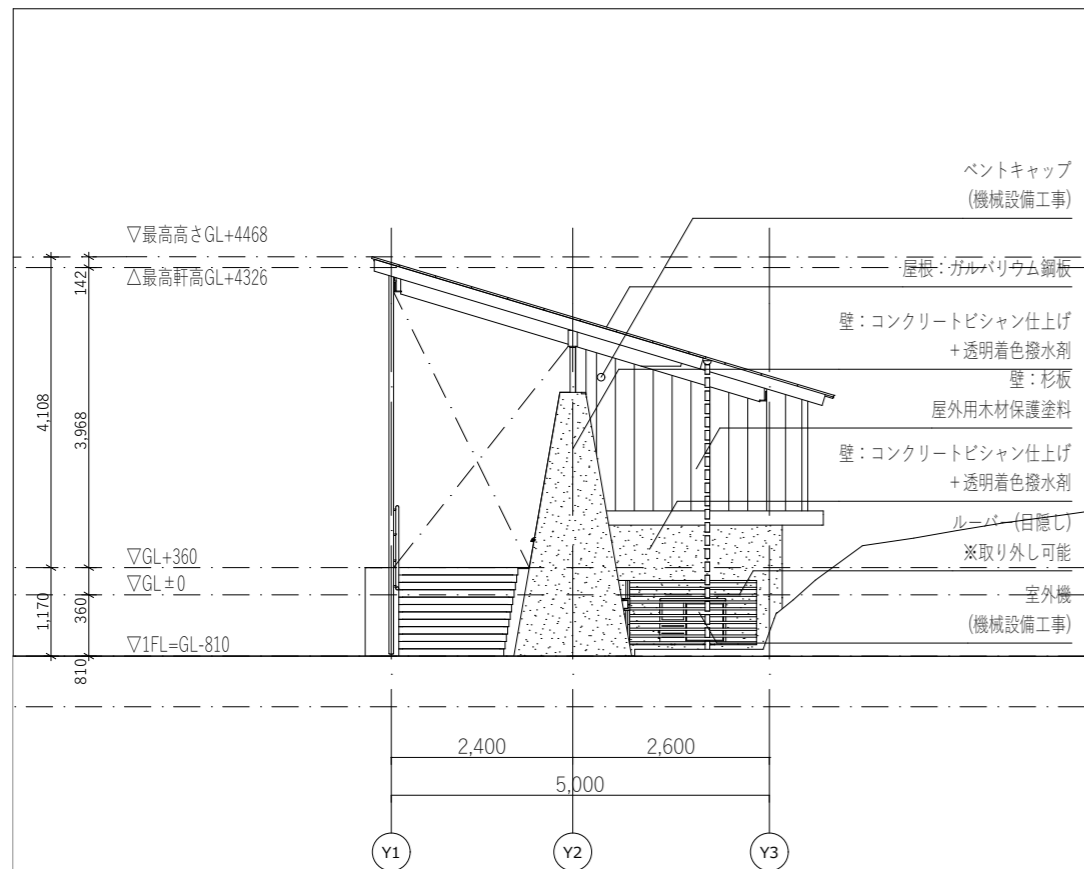 ベントキャップ
(機械設備工事)
▽最高高さGL+4468
△最高軒高GL+4326
屋根：ガルバリウム鋼板
壁：コンクリートビシャン仕上げ
＋透明着色撥水剤
壁：杉板
屋外用木材保護塗料
壁：コンクリートビシャン仕上げ
＋透明着色撥水剤
ルーバー(目隠し)
※取り外し可能
室外機
(機械設備工事)
▽GL+360
▽GL±0
▽1FL=GL-810
142
4,108
3,968
1,170
360
810
2,400
2,600
5,000
Y1
Y2
Y3